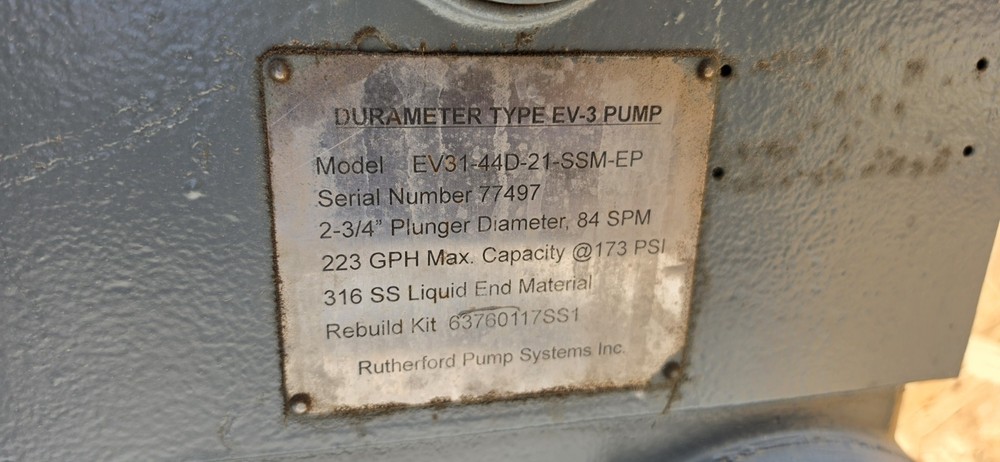 DURAMETER TYPE EV-3 PUMP
Model EV31-44D-21-SSM-EP
Serial Number 77497
2-3/4" Plunger Diameter, 84 SPM
223 GPH Max. Capacity @173 PSI
316 SS Liquid End Material
Rebuild Kit 63760117SS1
Rutherford Pump Systems Inc.